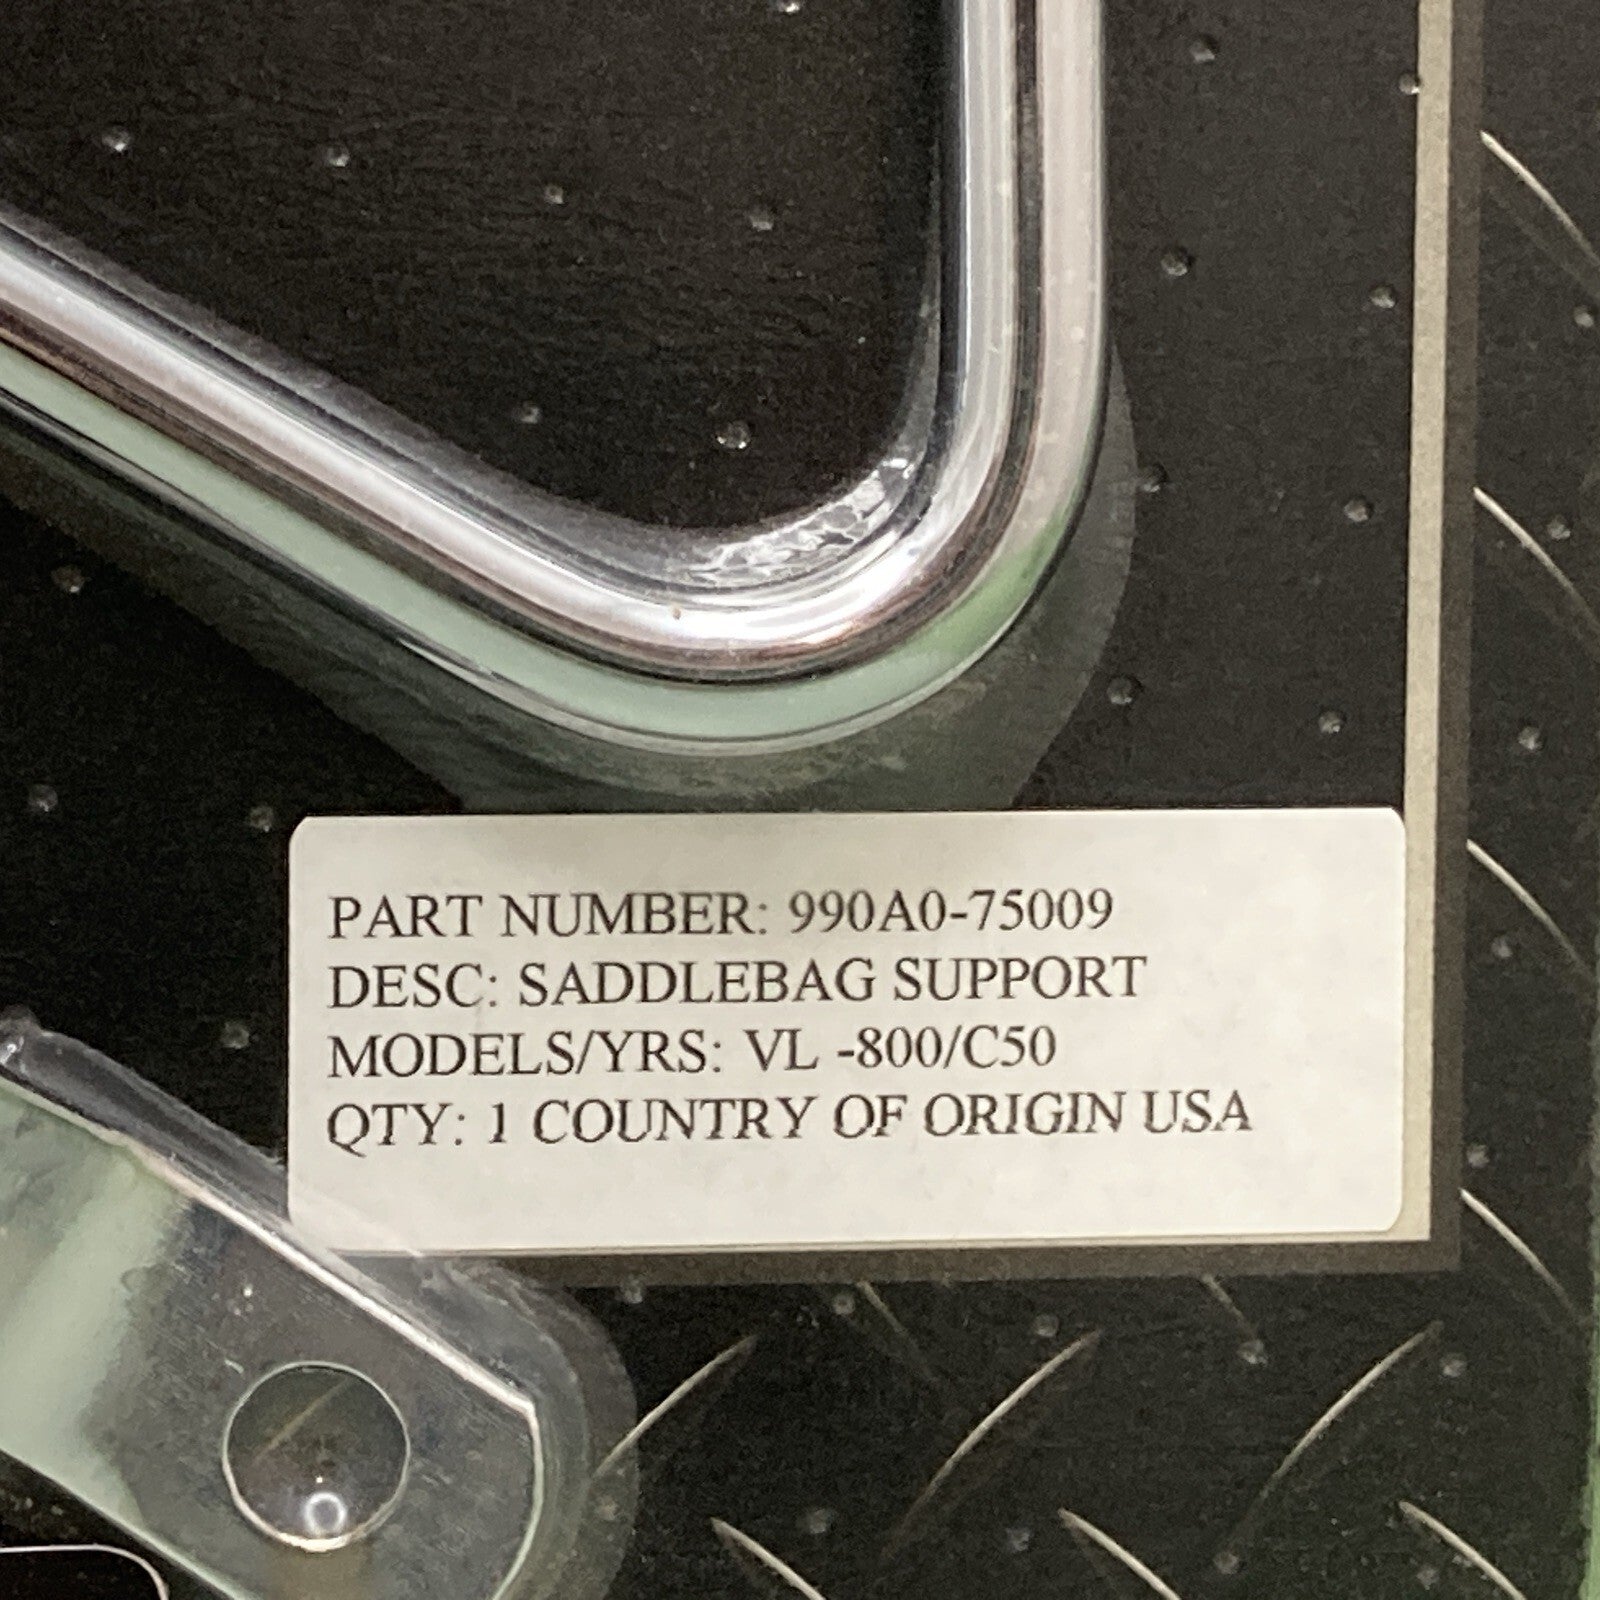 PART NUMBER: 990A0-75009
DESC: SADDLEBAG SUPPORT
MODELS/YRS: VL -800/C50
QTY: 1 COUNTRY OF ORIGIN USA